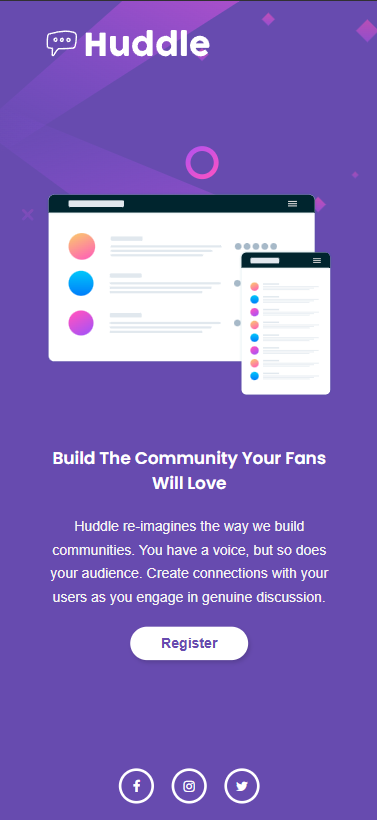 Huddle
Build The Community Your Fans
Will Love
Huddle re-imagines the way we build
communities. You have a voice, but so does
your audience. Create connections with your
users as you engage in genuine discussion.
Register